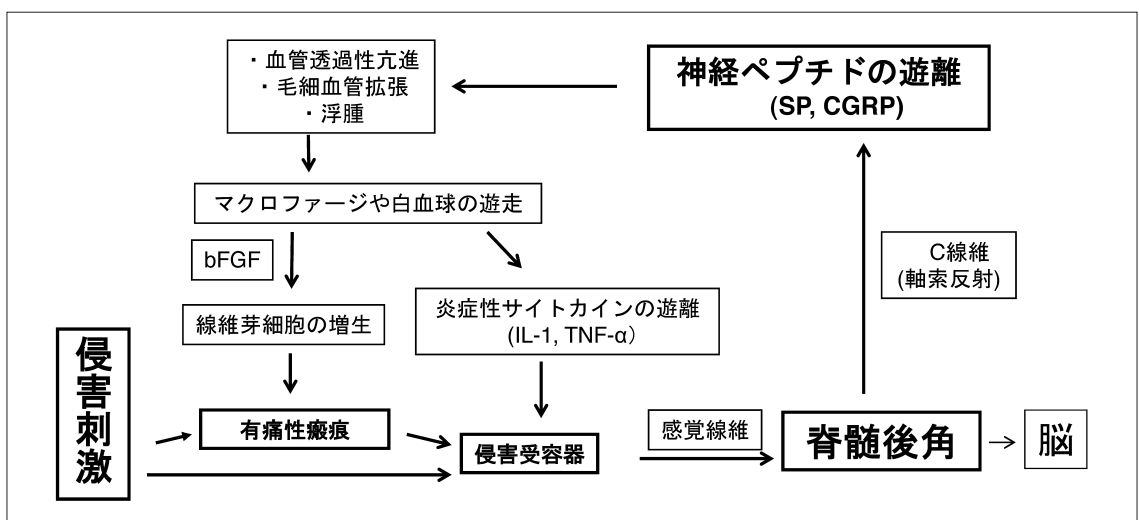 ・血管透過性亢進
・毛細血管拡張
・浮腫
神経ペプチドの遊離
(SP, CGRP)
マクロファージや白血球の遊走
bFGF
C線維
(軸索反射)
線維芽細胞の増生
炎症性サイトカインの遊離
(IL-1, TNF-α）
侵害刺激
有痛性瘢痕
侵害受容器
感覚線維
脊髄後角
脳